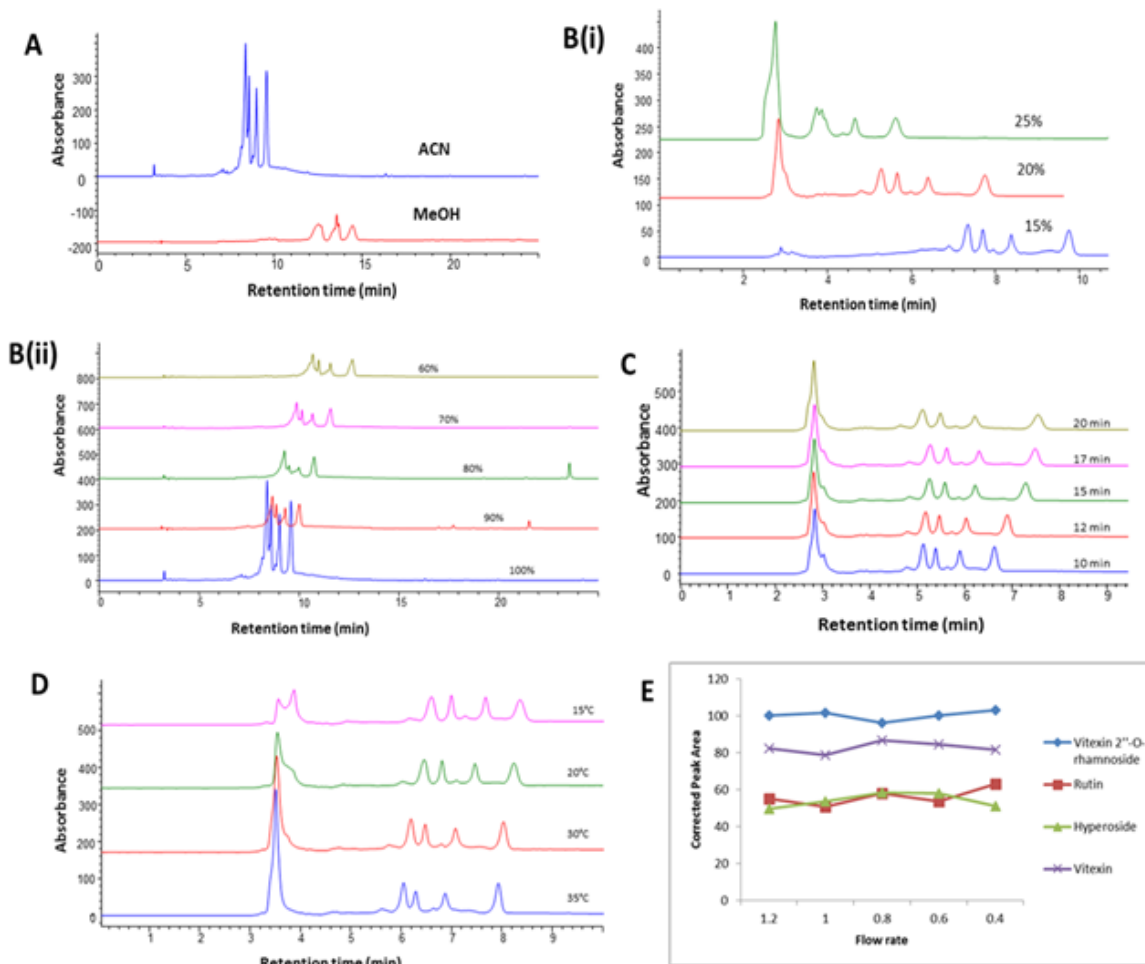 A
Absorbance
300
200
100
0
-100
-200
ACN
MeOH
0
5
10
15
20
Retention time (min)
B(i)
Absorbance
400
350
300
250
200
150
100
50
0
25%
20%
15%
2
4
6
8
10
Retention time (min)
B(ii)
Absorbance
800
700
600
500
400
300
200
100
0
60%
70%
80%
90%
100%
0
5
10
15
20
Retention time (min)
C
Absorbance
500
400
300
200
100
0
20 min
17 min
15 min
12 min
10 min
0
1
2
3
4
5
6
7
8
9
Retention time (min)
D
Absorbance
500
400
300
200
100
0
15°C
20°C
30°C
35°C
1
2
3
4
5
6
7
8
9
Retention time (min)
E
Corrected Peak Area
120
100
80
60
40
20
0
1.2
1
0.8
0.6
0.4
Flow rate
Vitexin 2''-O-
rhamnoside
Rutin
Hyperoside
Vitexin